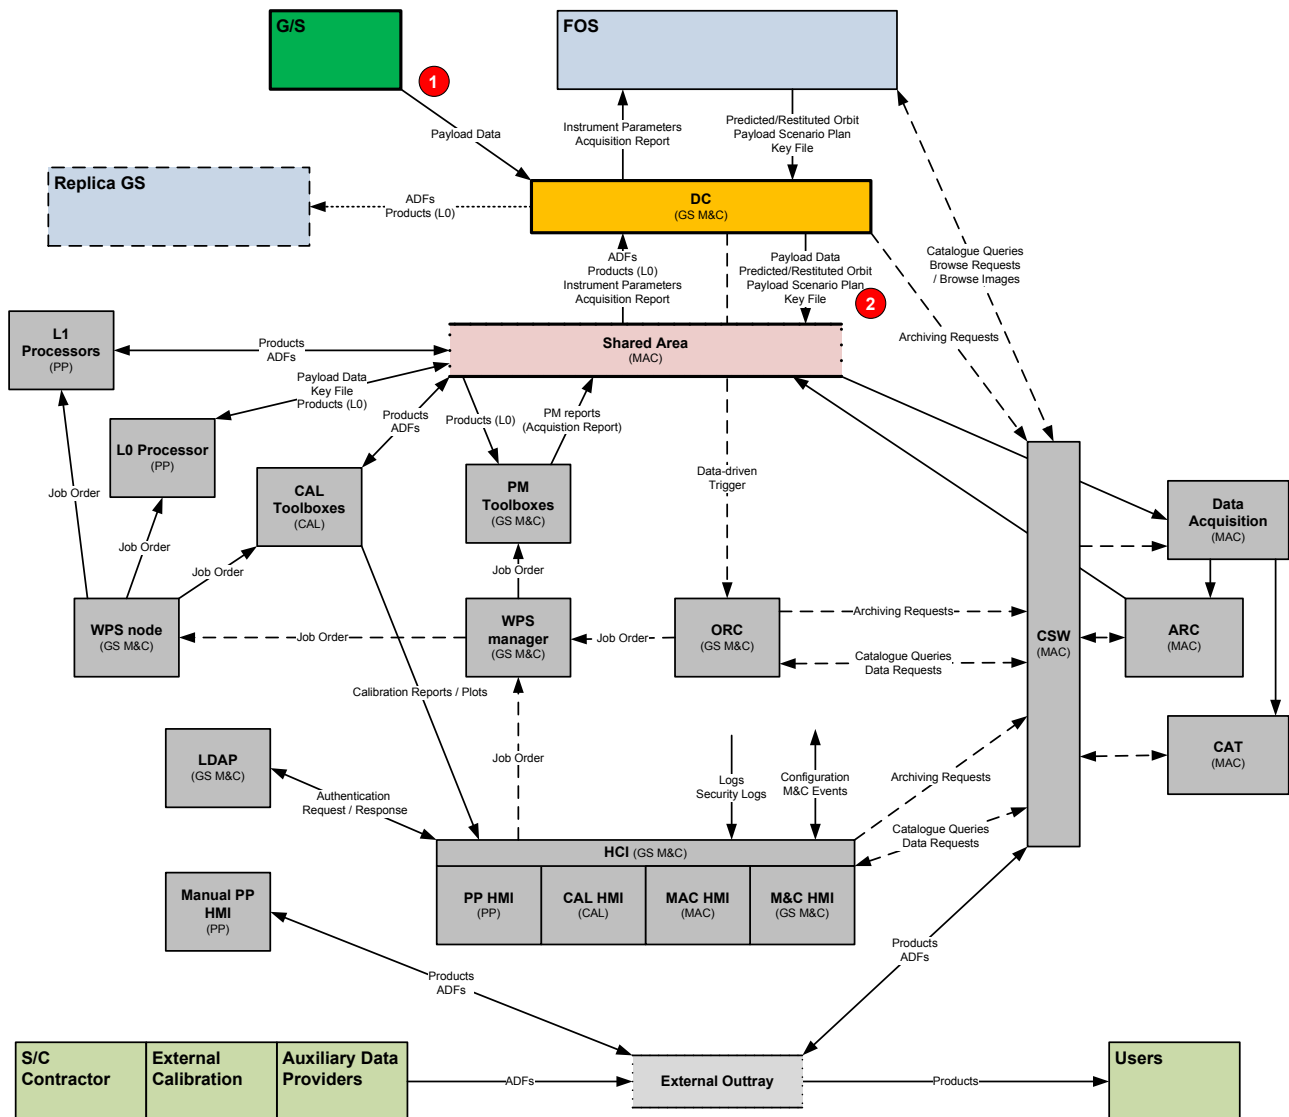 G/S
FOS
1
Payload Data
Instrument Parameters
Acquisition Report
Predicted/Restituted Orbit
Payload Scenario Plan
Key File
Replica GS
ADFs
Products (L0)
DC
(GS M&C)
Catalogue Queries
Browse Requests
/ Browse Images
ADFs
Products (L0)
Instrument Parameters
Acquisition Report
Payload Data
Predicted/Restituted Orbit
Payload Scenario Plan
Key File
2
Archiving Requests
L1
Processors
(PP)
Products
ADFs
Shared Area
(MAC)
Payload Data
Key File
Products (L0)
Products
ADFs
Products (L0)
PM reports
(Acquisition Report)
L0 Processor
(PP)
Job Order
CAL
Toolboxes
(CAL)
PM
Toolboxes
(GS M&C)
Data-driven
Trigger
Data
Acquisition
(MAC)
Job Order
Job Order
Job Order
WPS node
(GS M&C)
Job Order
WPS
manager
(GS M&C)
Job Order
ORC
(GS M&C)
Archiving Requests
Catalogue Queries
Data Requests
CSW
(MAC)
ARC
(MAC)
Calibration Reports / Plots
LDAP
(GS M&C)
Job Order
Logs
Security Logs
Configuration
M&C Events
Archiving Requests
CAT
(MAC)
Authentication
Request / Response
Catalogue Queries
Data Requests
HCI (GS M&C)
Manual PP
HMI
(PP)
PP HMI
(PP)
CAL HMI
(CAL)
MAC HMI
(MAC)
M&C HMI
(GS M&C)
Products
ADFs
Products
ADFs
S/C
Contractor
External
Calibration
Auxiliary Data
Providers
ADFs
External Outtray
Products
Users